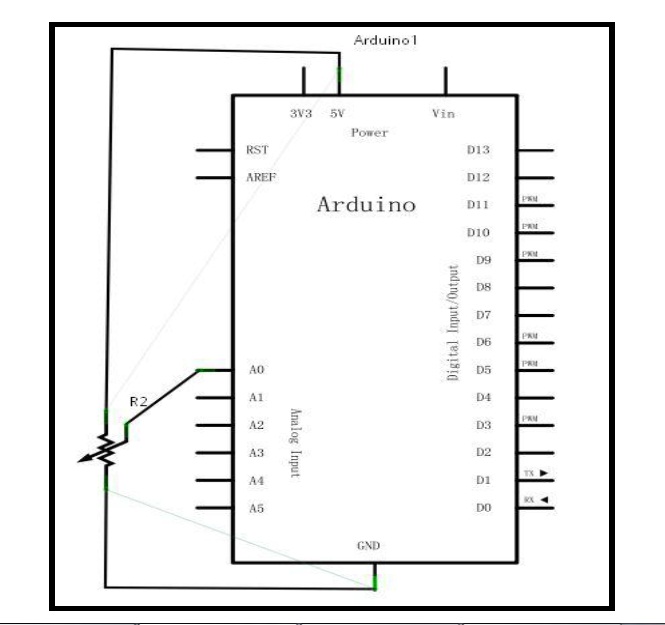 Arduino1
3V3 5V Vin
Power
RST D13
AREF D12
Arduino
D11 PWM
D10 PWM
D9 PWM
D8
D7
D6 PWM
Digital Input/Output
A0 D5 PWM
R2
A1 D4
A2 D3 PWM
Analog Input
A3 D2
A4 D1 TX
A5 D0 RX
GND